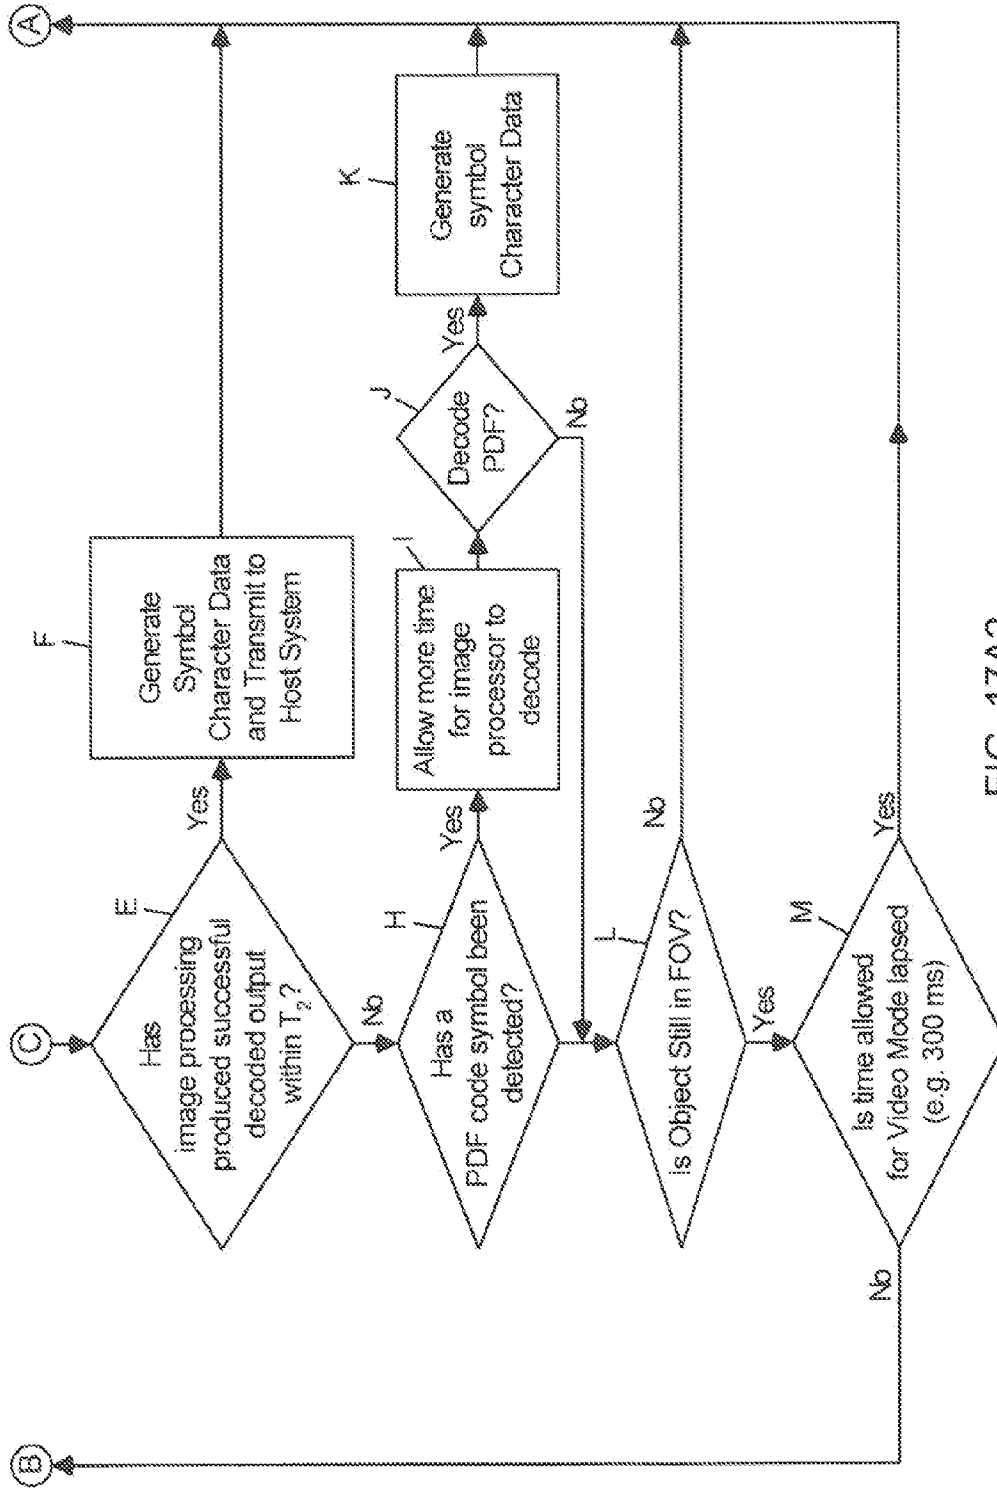 C
A
B
Has
image processing
produced successful
decoded output
within T2?
E
Yes
No
Generate
Symbol
Character Data
and Transmit to
Host System
F
Has a
PDF code symbol been
detected?
H
Yes
Allow more time
for image
processor to
decode
I
Decode
PDF?
J
Yes
No
Generate
symbol
Character Data
K
Is Object Still in FOV?
L
No
Yes
Is time allowed
for Video Mode lapsed
(e.g. 300 ms)
M
Yes
No
FIG. 17A2